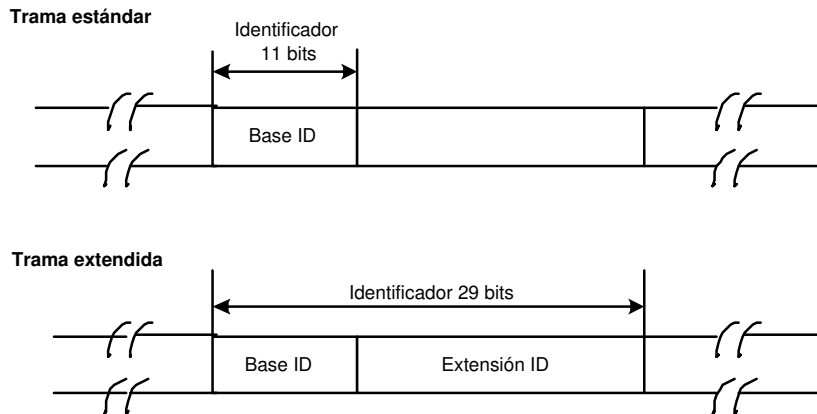 Trama estándar
Identificador
11 bits
Base ID
Trama extendida
Identificador 29 bits
Base ID
Extensión ID